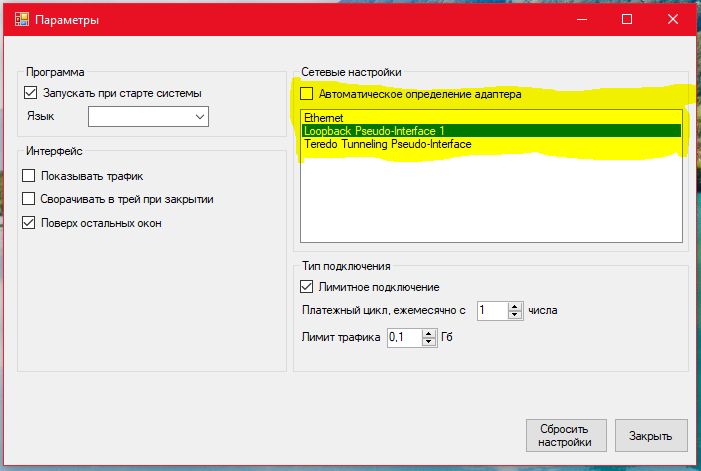 Параметры
Программа
Запускать при старте системы
Язык
Интерфейс
Показывать трафик
Сворачивать в трей при закрытии
Поверх остальных окон
Сетевые настройки
Автоматическое определение адаптера
Ethernet
Loopback Pseudo-Interface 1
Teredo Tunneling Pseudo-Interface
Тип подключения
Лимитное подключение
Платежный цикл, ежемесячно с 1 числа
Лимит трафика 0,1 Гб
Сбросить
настройки
Закрыть